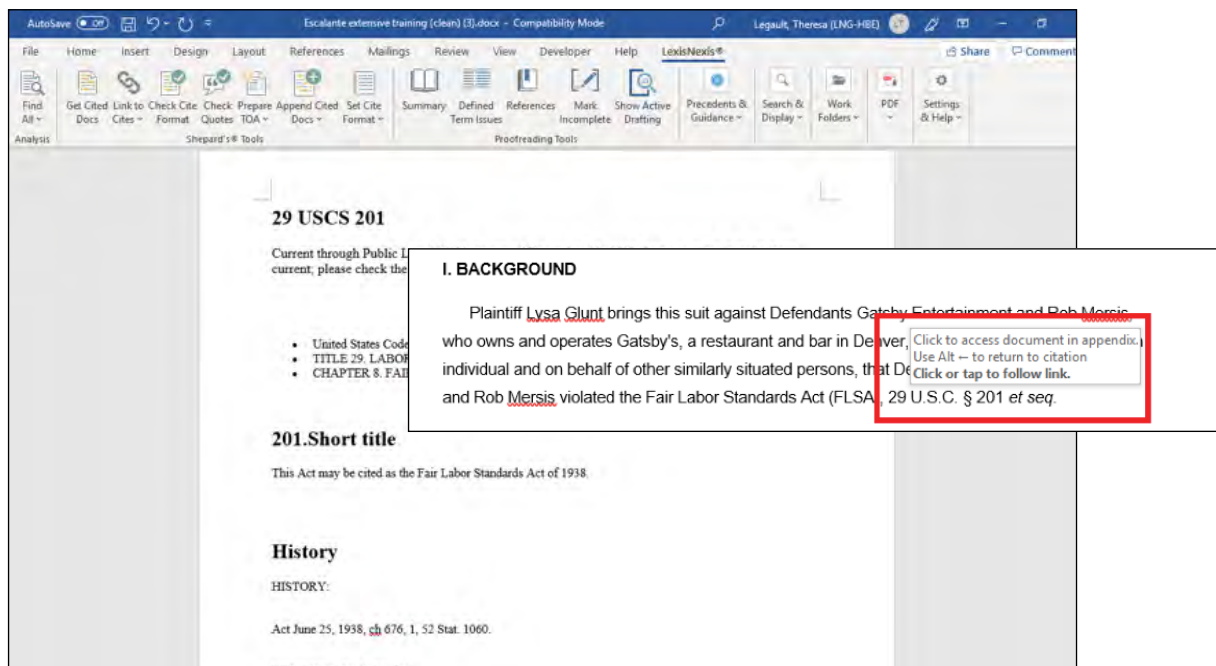 AutoSave Off Escalante extensive training (clean) (3).docx - Compatibility Mode Legault, Theresa (LNG-HBE)
File Home Insert Design Layout References Mailings Review View Developer Help LexisNexis® Share Comment
Find All Get Cited Docs Link to Cites Check Cite Format Check Quotes Prepare TOA Append Cited Docs Set Cite Format Summary Defined Term Issues References Mark Incomplete Show Active Drafting Precedents & Guidance Search & Display Work Folders PDF Settings & Help
Analysis Shepard's® Tools Proofreading Tools
29 USCS 201
Current through Public L
current; please check the
• United States Code
• TITLE 29. LABOR
• CHAPTER 8. FAI
I. BACKGROUND
Plaintiff Lysa Glunt brings this suit against Defendants Gatsby Entertainment and Rob Mersis
who owns and operates Gatsby's, a restaurant and bar in Denver,
individual and on behalf of other similarly situated persons, that De
and Rob Mersis violated the Fair Labor Standards Act (FLSA), 29 U.S.C. § 201 et seq.
Click to access document in appendix.
Use Alt ← to return to citation
Click or tap to follow link.
201.Short title
This Act may be cited as the Fair Labor Standards Act of 1938.
History
HISTORY:
Act June 25, 1938, ch 676, 1, 52 Stat. 1060.